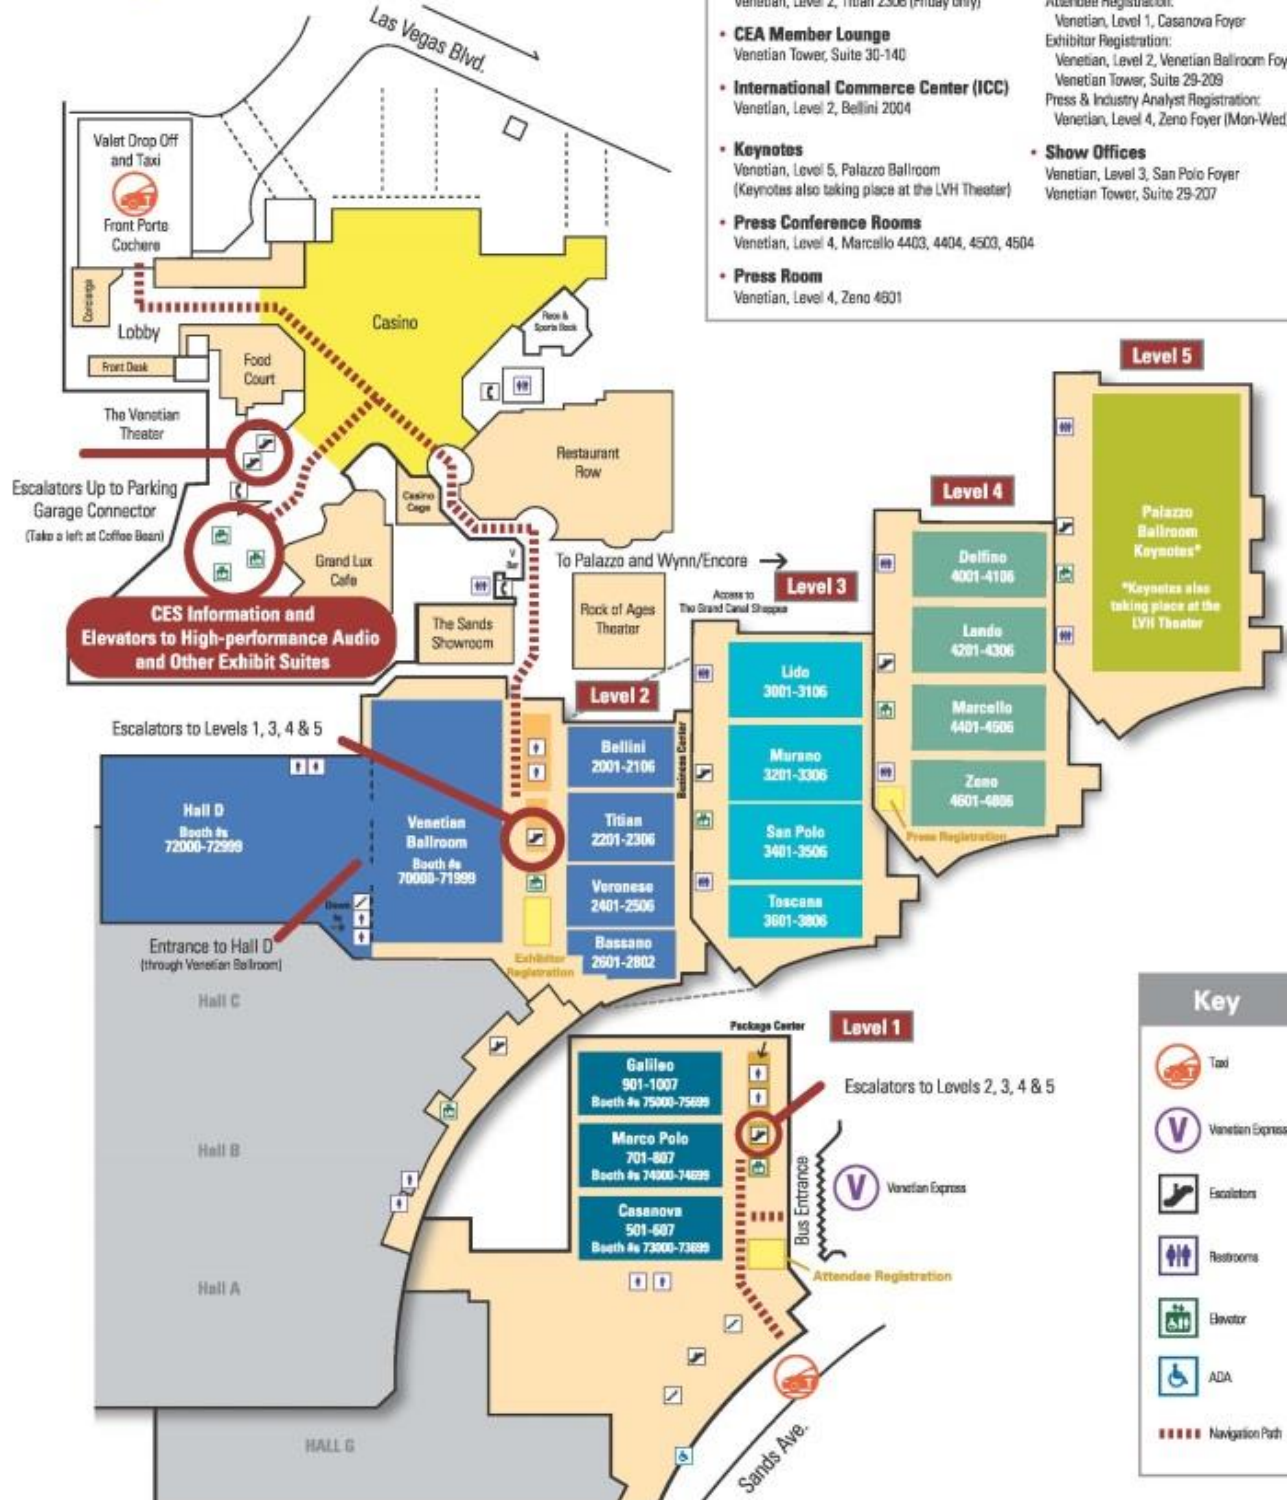 Las Vegas Blvd.
Venetian, Level 2, Titian 2306 (Friday only)
• CEA Member Lounge
Venetian Tower, Suite 30-140
• International Commerce Center (ICC)
Venetian, Level 2, Bellini 2004
• Keynotes
Venetian, Level 5, Palazzo Ballroom
(Keynotes also taking place at the LVH Theater)
• Press Conference Rooms
Venetian, Level 4, Marcello 4403, 4404, 4503, 4504
• Press Room
Venetian, Level 4, Zeno 4601
Attendee Registration:
Venetian, Level 1, Casanova Foyer
Exhibitor Registration:
Venetian, Level 2, Venetian Ballroom Foy
Venetian Tower, Suite 29-209
Press & Industry Analyst Registration:
Venetian, Level 4, Zeno Foyer (Mon-Wed
• Show Offices
Venetian, Level 3, San Polo Foyer
Venetian Tower, Suite 29-207
Valet Drop Off
and Taxi
Front Porte
Cochere
Concierge
Lobby
Front Desk
Food
Court
Casino
Race &
Sports Book
The Venetian
Theater
Escalators Up to Parking
Garage Connector
(Take a left at Coffee Bean)
Casino
Cage
Restaurant
Row
Grand Lux
Cafe
V
Bar
To Palazzo and Wynn/Encore
CES Information and
Elevators to High-performance Audio
and Other Exhibit Suites
The Sands
Showroom
Rock of Ages
Theater
Access to
The Grand Canal Shoppes
Level 5
Palazzo
Ballroom
Keynotes*
*Keynotes also
taking place at the
LVH Theater
Level 4
Delfino
4001-4106
Lando
4201-4306
Marcello
4401-4506
Zeno
4601-4806
Press Registration
Level 3
Lido
3001-3106
Murano
3201-3306
San Polo
3401-3506
Toscana
3601-3806
Level 2
Business Center
Bellini
2001-2106
Titian
2201-2306
Veronese
2401-2506
Bassano
2601-2802
Escalators to Levels 1, 3, 4 & 5
Hall D
Booth #s
72000-72999
Venetian
Ballroom
Booth #s
70000-71999
Down
Entrance to Hall D
(through Venetian Ballroom)
Exhibitor
Registration
Hall C
Hall B
Hall A
HALL G
Level 1
Package Center
Galileo
901-1007
Booth #s 75000-75699
Marco Polo
701-807
Booth #s 74000-74699
Casanova
501-607
Booth #s 73000-73699
Escalators to Levels 2, 3, 4 & 5
Bus Entrance
V
Venetian Express
Attendee Registration
Sands Ave.
Key
Taxi
V
Venetian Express
Escalators
Restrooms
Elevator
ADA
Navigation Path